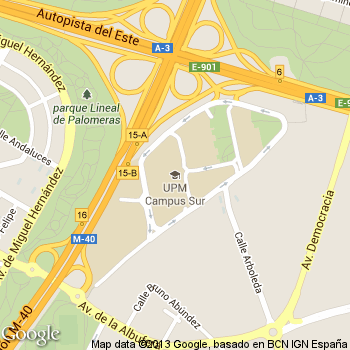 Autopista del Este
A-3
E-901
6
A-3
E-9
Miguel Hernández
parque Lineal
de Palomeras
15-A
Calle Andaluces
15-B
UPM
Campus Sur
Felipe
16
M-40
Av. de Miguel Hernández
Calle Arboleda
Av. Democracia
M-40
Av. de la Albufera
Calle Bruno Abúndez
Google
Map data ©2013 Google, basado en BCN IGN España